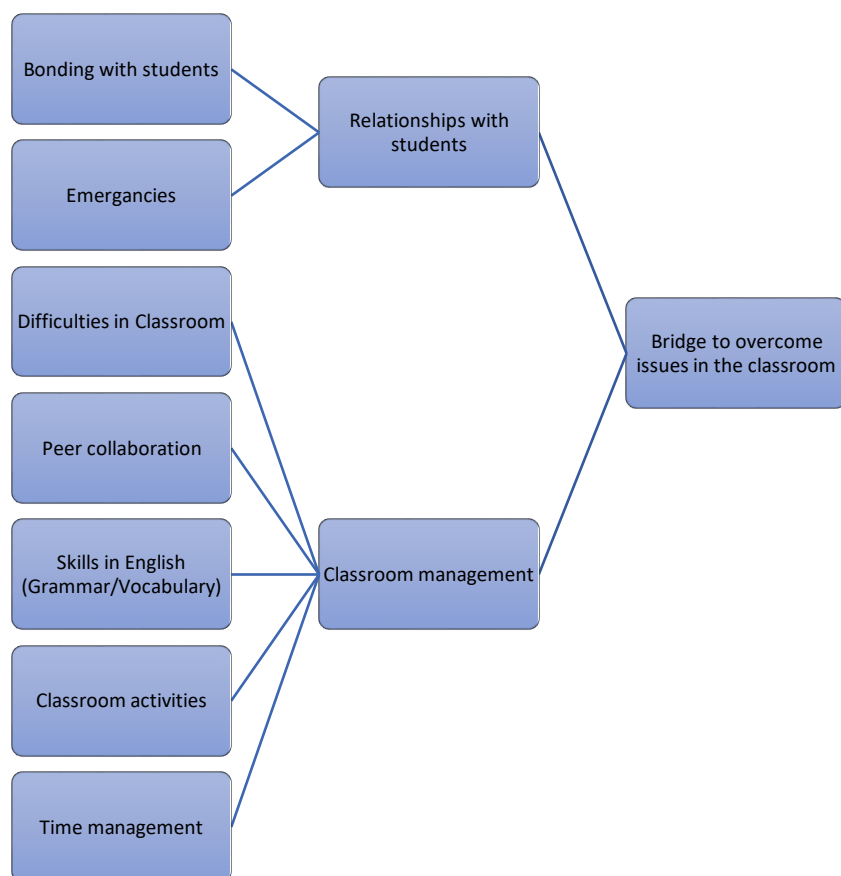 Bonding with students
Relationships with
students
Emergancies
Difficulties in Classroom
Bridge to overcome
issues in the classroom
Peer collaboration
Skills in English
(Grammar/Vocabulary)
Classroom management
Classroom activities
Time management